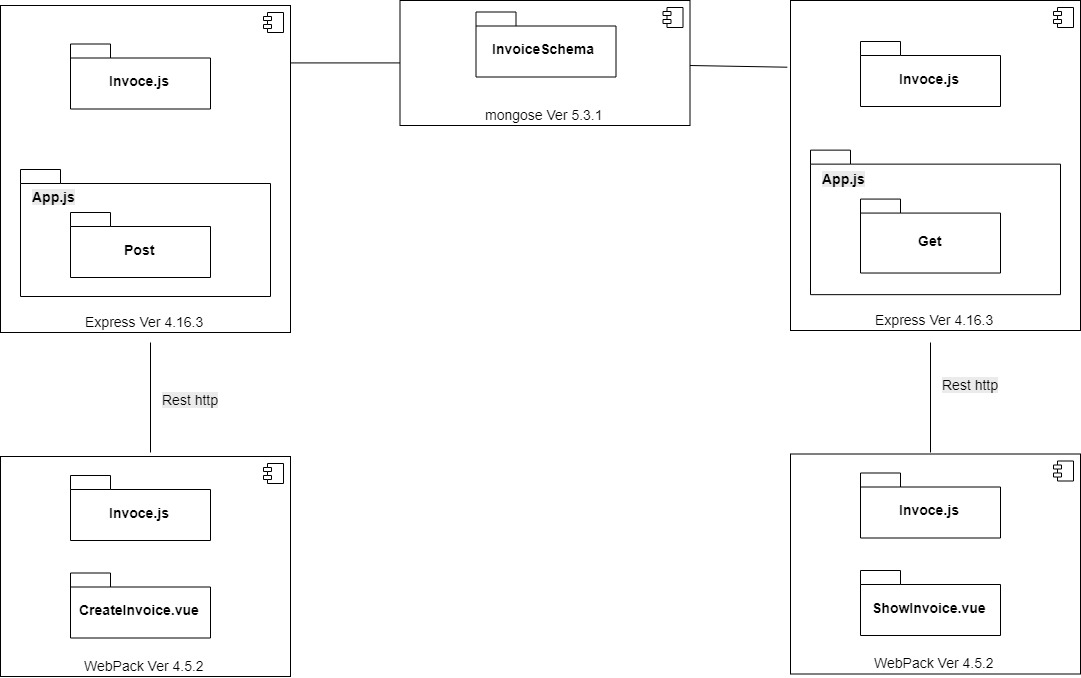 Invoce.js
App.js
Post
Express Ver 4.16.3
InvoiceSchema
mongose Ver 5.3.1
Invoce.js
App.js
Get
Express Ver 4.16.3
Rest http
Rest http
Invoce.js
CreateInvoice.vue
WebPack Ver 4.5.2
Invoce.js
ShowInvoice.vue
WebPack Ver 4.5.2